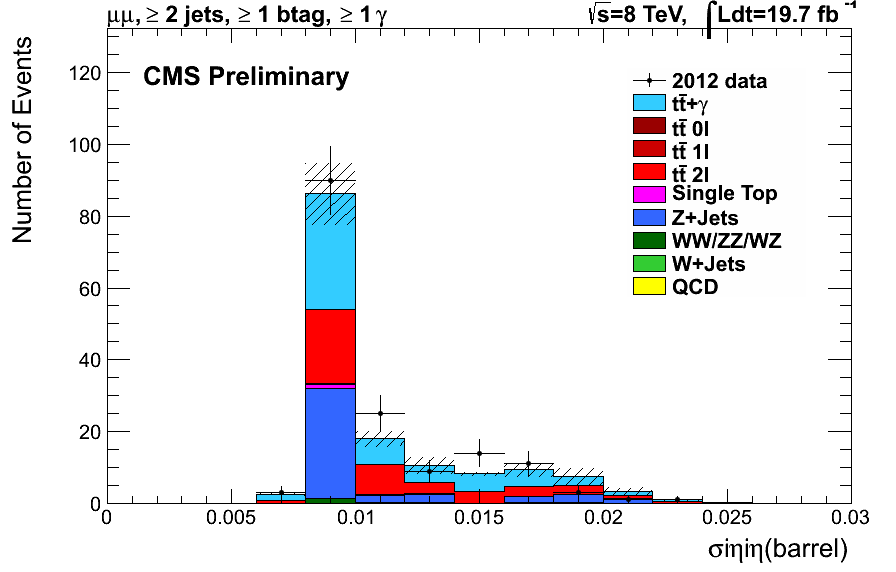 μμ, ≥ 2 jets, ≥ 1 btag, ≥ 1 γ
√s=8 TeV, ∫Ldt=19.7 fb⁻¹
CMS Preliminary
Number of Events
120
100
80
60
40
20
0
2012 data
tt̄+γ
tt̄ 0l
tt̄ 1l
tt̄ 2l
Single Top
Z+Jets
WW/ZZ/WZ
W+Jets
QCD
0 0.005 0.01 0.015 0.02 0.025 0.03
σiηiη(barrel)